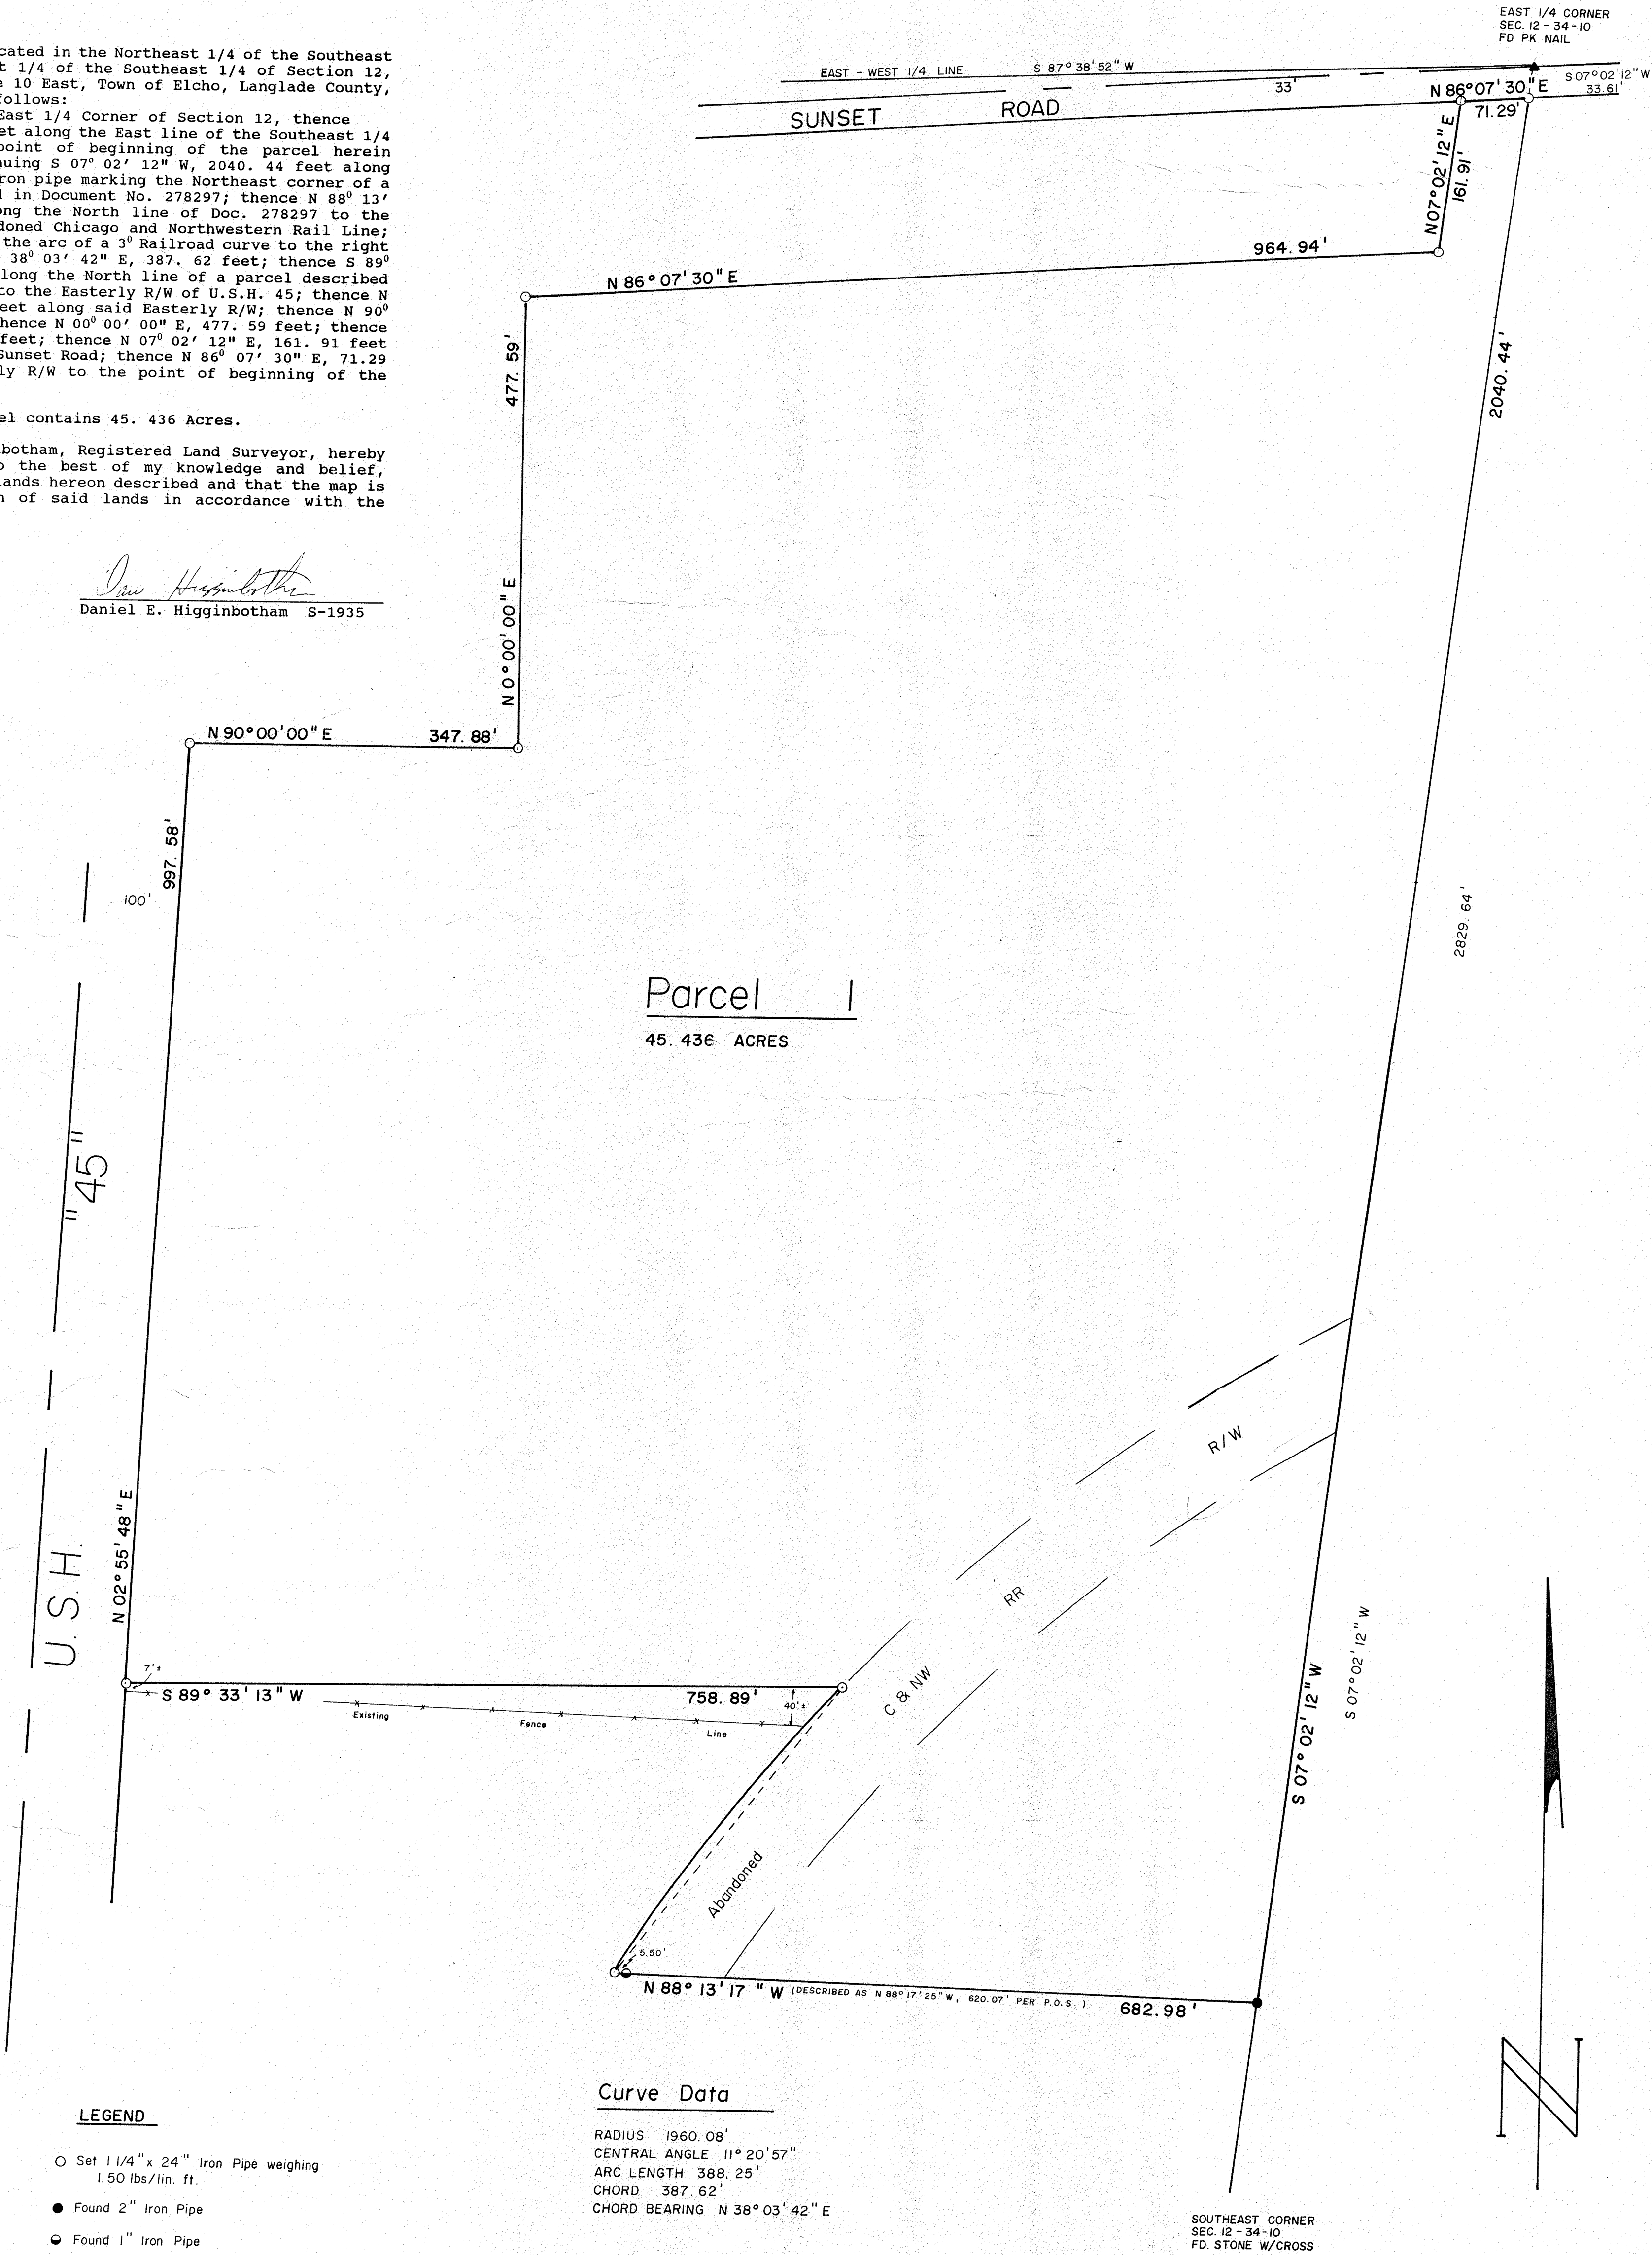 cated in the Northeast 1/4 of the Southeast
t 1/4 of the Southeast 1/4 of Section 12,
e 10 East, Town of Elcho, Langlade County,
follows:
East 1/4 Corner of Section 12, thence
et along the East line of the Southeast 1/4
point of beginning of the parcel herein
nuing S 07° 02' 12" W, 2040. 44 feet along
iron pipe marking the Northeast corner of a
d in Document No. 278297; thence N 88⁰ 13'
ong the North line of Doc. 278297 to the
doned Chicago and Northwestern Rail Line;
the arc of a 3⁰ Railroad curve to the right
38⁰ 03' 42" E, 387. 62 feet; thence S 89⁰
along the North line of a parcel described
to the Easterly R/W of U.S.H. 45; thence N
feet along said Easterly R/W; thence N 90⁰
thence N 00⁰ 00' 00" E, 477. 59 feet; thence
feet; thence N 07⁰ 02' 12" E, 161. 91 feet
Sunset Road; thence N 86⁰ 07' 30" E, 71.29
ly R/W to the point of beginning of the
el contains 45. 436 Acres.
nbotham, Registered Land Surveyor, hereby
o the best of my knowledge and belief,
lands hereon described and that the map is
n of said lands in accordance with the
Daniel E. Higginbotham S-1935
EAST 1/4 CORNER
SEC. 12 - 34 - 10
FD PK NAIL
EAST - WEST 1/4 LINE S 87° 38' 52" W
S 07° 02' 12" W
33.61'
33'
N 86° 07' 30" E
71.29'
SUNSET ROAD
N 07° 02' 12" E
161. 91'
964. 94'
N 86° 07' 30" E
477. 59'
2040. 44'
N 0° 00' 00" E
N 90° 00' 00" E 347. 88'
997. 58'
100'
2829. 64'
Parcel 1
45. 436 ACRES
"45"
R/W
RR
C & NW
U. S. H.
N 02° 55' 48" E
7'±
S 89° 33' 13" W 758. 89'
40'±
Existing Fence Line
S 07° 02' 12" W
S 07° 02' 12" W
Abandoned
5.50'
N 88° 13' 17 " W (DESCRIBED AS N 88° 17' 25" W, 620.07' PER P.O.S. ) 682.98'
N
Curve Data
RADIUS 1960. 08'
CENTRAL ANGLE 11° 20' 57"
ARC LENGTH 388. 25'
CHORD 387. 62'
CHORD BEARING N 38° 03' 42" E
LEGEND
Set 1 1/4" x 24" Iron Pipe weighing
1.50 lbs/lin. ft.
Found 2" Iron Pipe
Found 1" Iron Pipe
SOUTHEAST CORNER
SEC. 12 - 34 - 10
FD. STONE W/CROSS